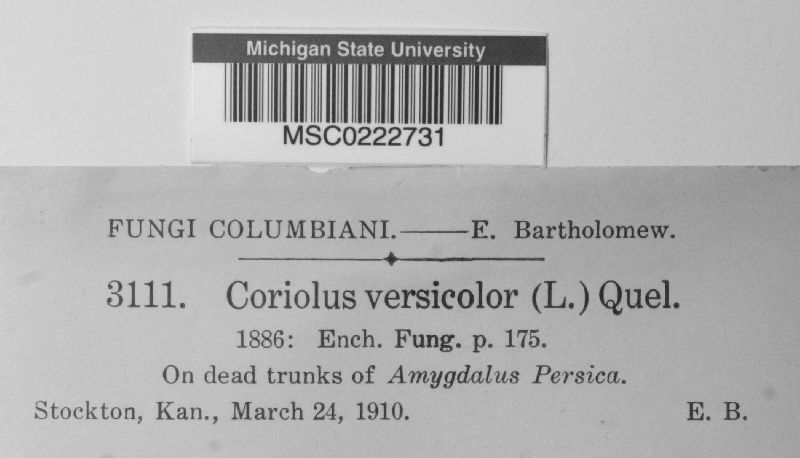 Michigan State University
MSC0222731
FUNGI COLUMBIANI.——E. Bartholomew.
3111. Coriolus versicolor (L.) Quel.
1886: Ench. Fung. p. 175.
On dead trunks of Amygdalus Persica.
Stockton, Kan., March 24, 1910. E. B.